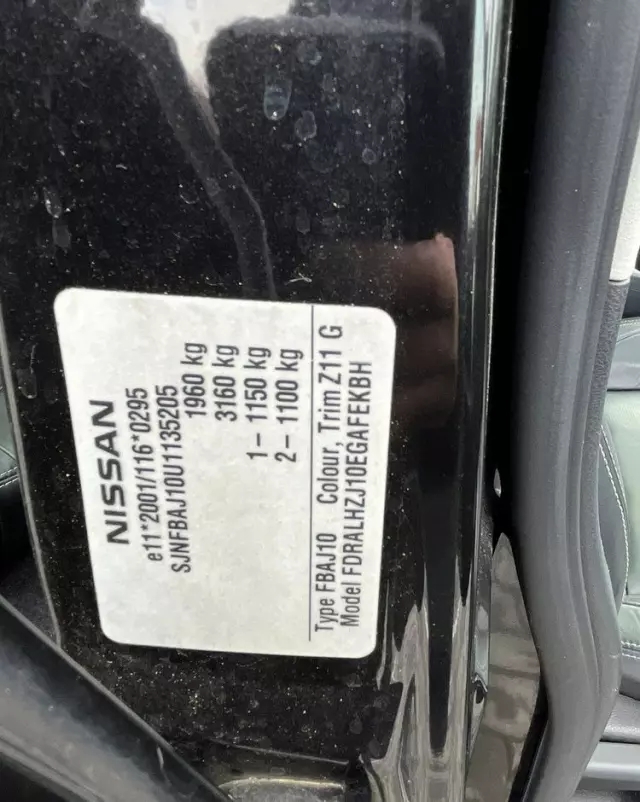 NISSAN
e11*2001/116*0295
SJNFBAJ10U1135205
1960 kg
3160 kg
1– 1150 kg
2– 1100 kg
Type FBAJ10 Colour, Trim Z11 G
Model FDRALHZJ10EGAFEKBH